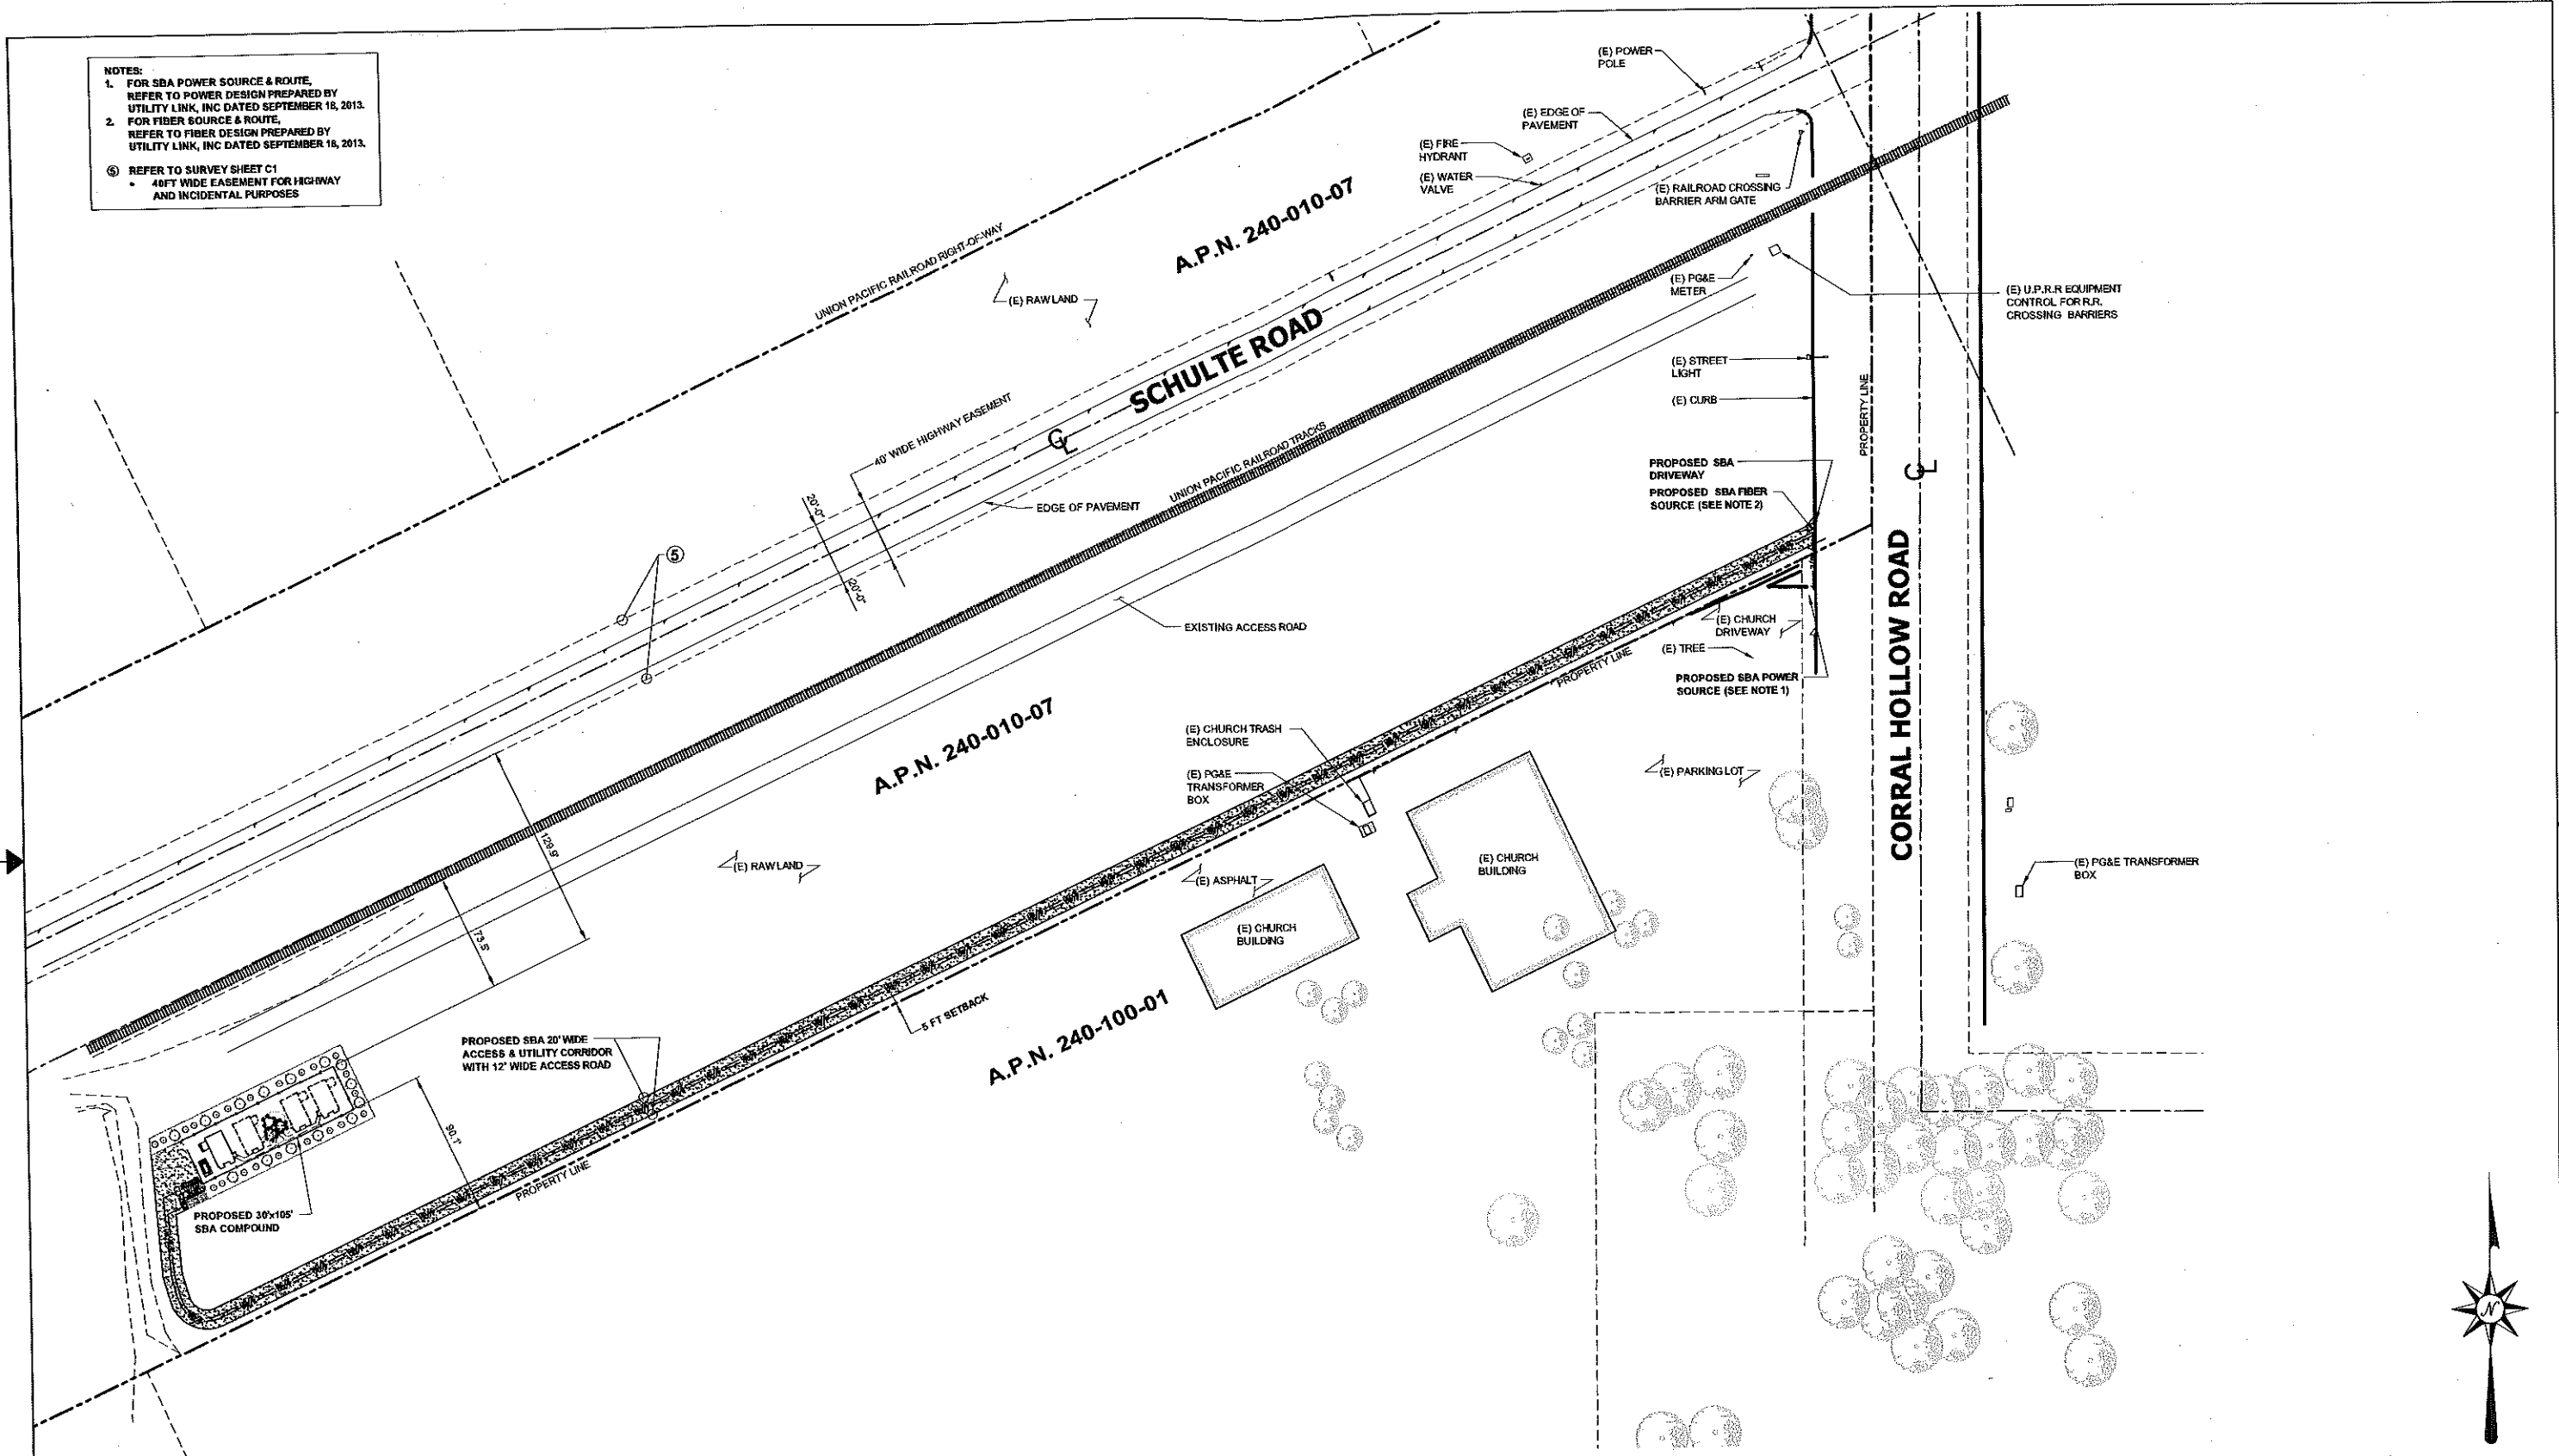 NOTES:
1. FOR SBA POWER SOURCE & ROUTE,
REFER TO POWER DESIGN PREPARED BY
UTILITY LINK, INC DATED SEPTEMBER 18, 2013.
2. FOR FIBER SOURCE & ROUTE,
REFER TO FIBER DESIGN PREPARED BY
UTILITY LINK, INC DATED SEPTEMBER 18, 2013.
5 REFER TO SURVEY SHEET C1
• 40FT WIDE EASEMENT FOR HIGHWAY
AND INCIDENTAL PURPOSES
(E) POWER
POLE
(E) EDGE OF
PAVEMENT
(E) FIRE
HYDRANT
(E) WATER
VALVE
(E) RAILROAD CROSSING
BARRIER ARM GATE
A.P.N. 240-010-07
UNION PACIFIC RAILROAD RIGHT-OF-WAY
(E) RAW LAND
(E) PG&E
METER
(E) U.P.R.R EQUIPMENT
CONTROL FOR R.R.
CROSSING BARRIERS
SCHULTE ROAD
(E) STREET
LIGHT
(E) CURB
PROPERTY LINE
40' WIDE HIGHWAY EASEMENT
CL
CL
UNION PACIFIC RAILROAD TRACKS
PROPOSED SBA
DRIVEWAY
PROPOSED SBA FIBER
SOURCE (SEE NOTE 2)
20'-0"
EDGE OF PAVEMENT
5
20'-0"
EXISTING ACCESS ROAD
(E) CHURCH
DRIVEWAY
(E) TREE
PROPERTY LINE
PROPOSED SBA POWER
SOURCE (SEE NOTE 1)
CORRAL HOLLOW ROAD
A.P.N. 240-010-07
(E) CHURCH TRASH
ENCLOSURE
(E) PG&E
TRANSFORMER
BOX
(E) PARKING LOT
129.9'
(E) RAW LAND
(E) CHURCH
BUILDING
(E) PG&E TRANSFORMER
BOX
(E) ASPHALT
73.5'
(E) CHURCH
BUILDING
5 FT SETBACK
A.P.N. 240-100-01
PROPOSED SBA 20' WIDE
ACCESS & UTILITY CORRIDOR
WITH 12' WIDE ACCESS ROAD
90.1'
PROPERTY LINE
PROPOSED 30'x105'
SBA COMPOUND
N